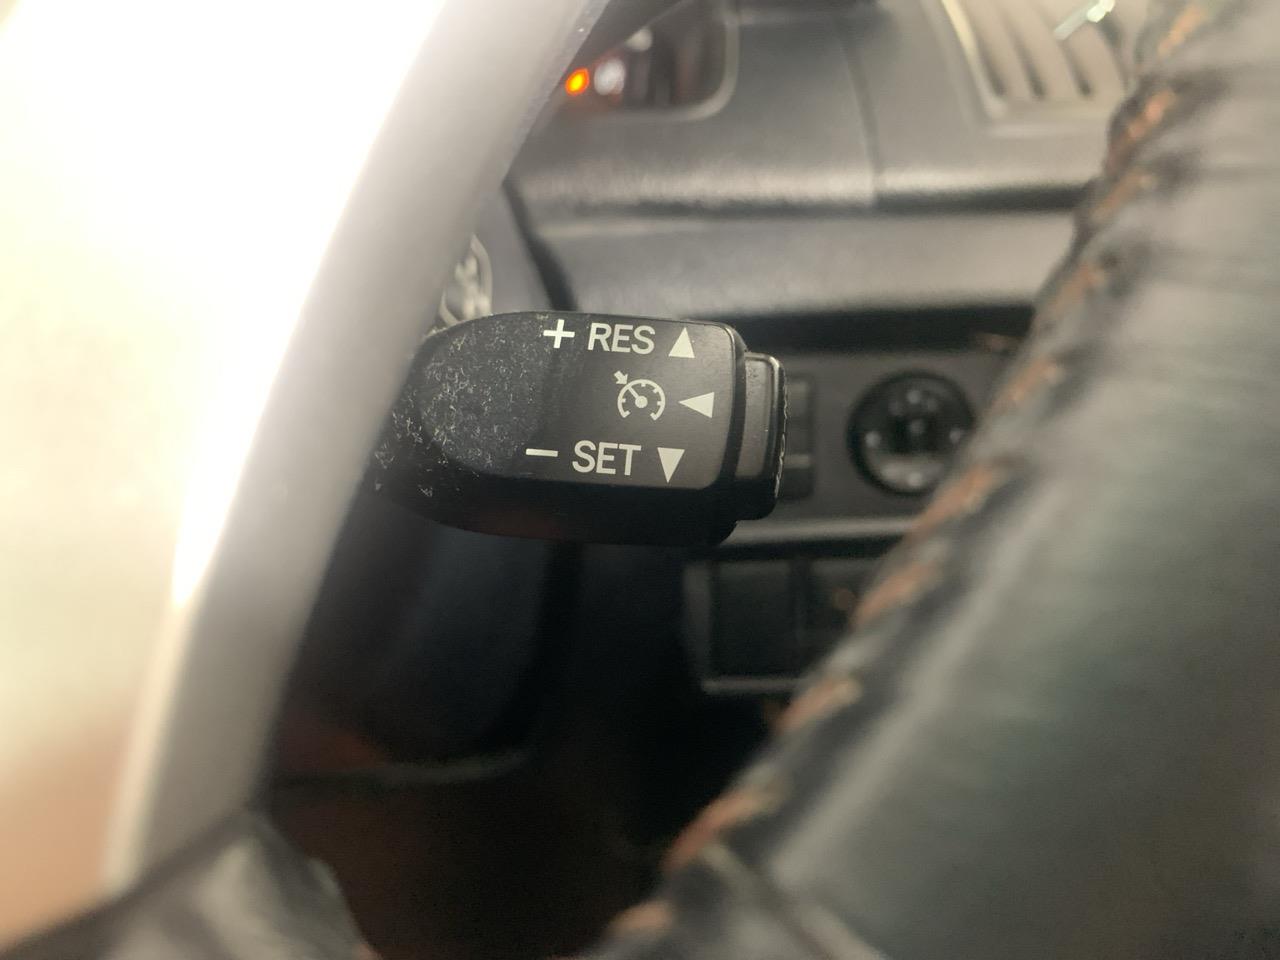 + RES ▲
◀
− SET ▼